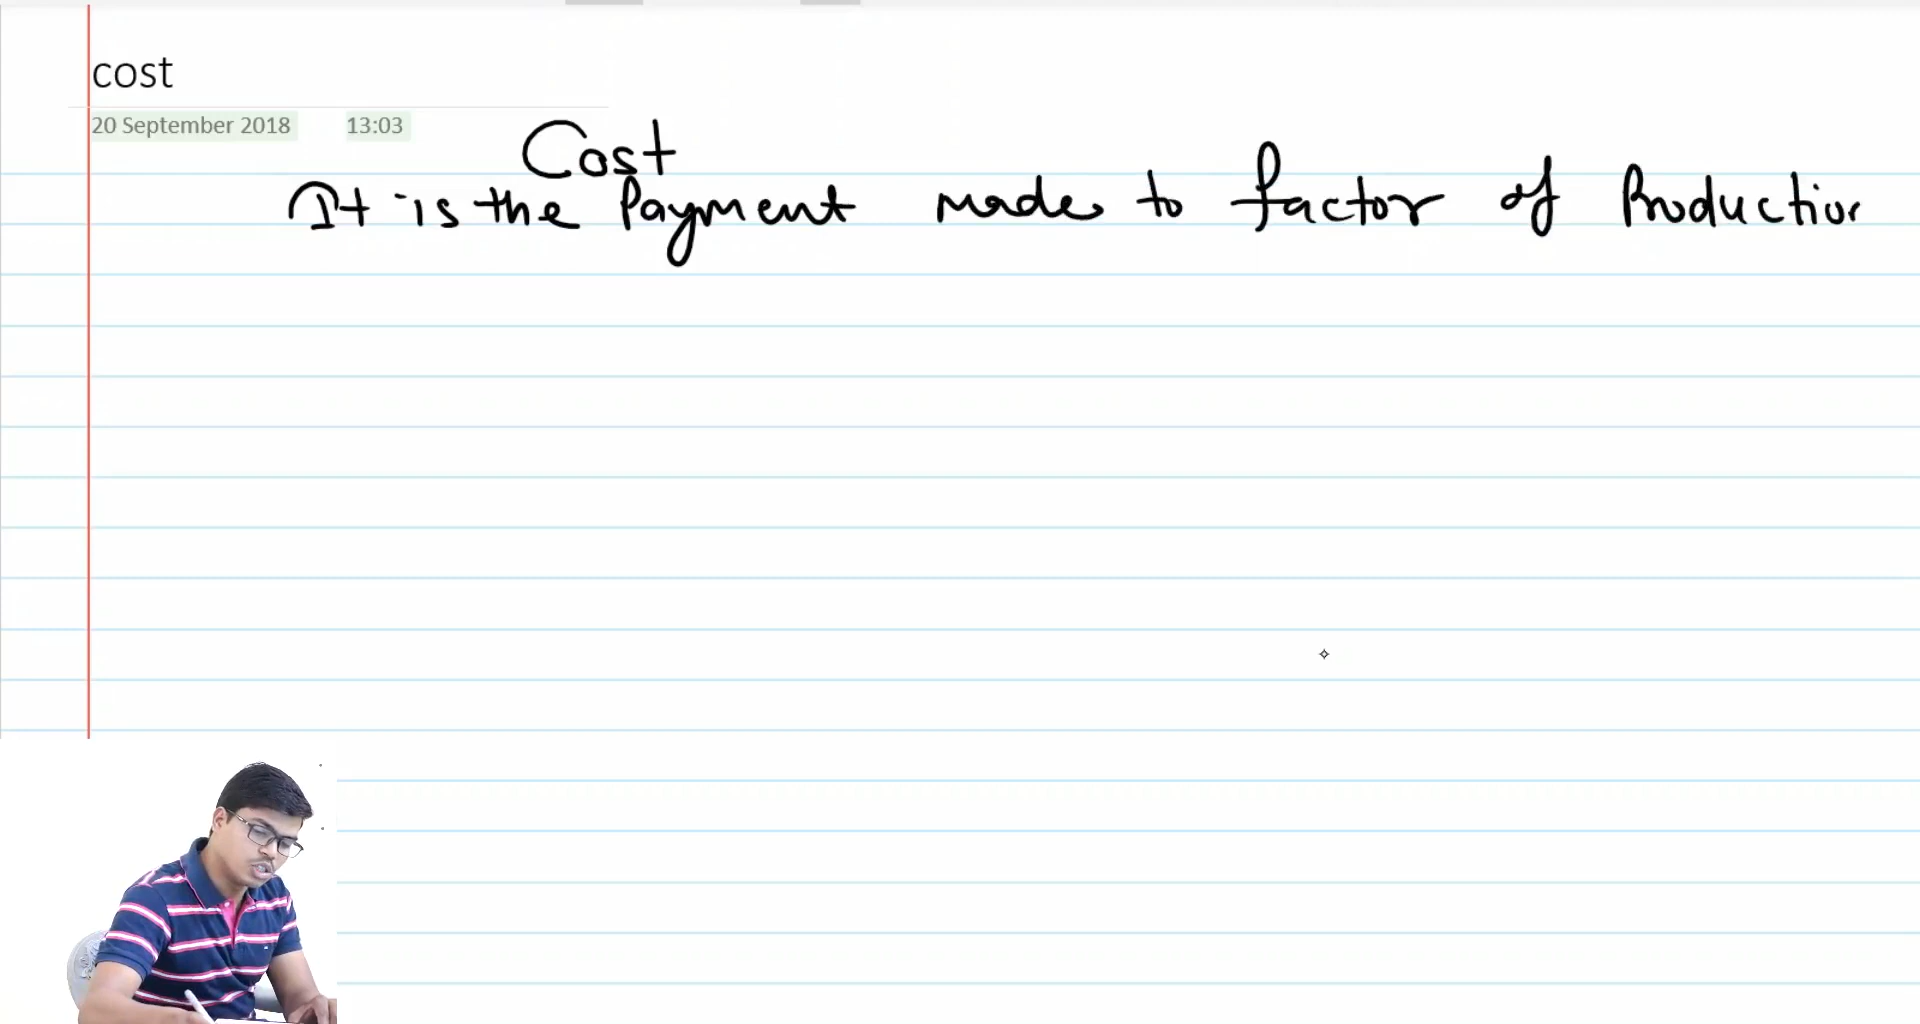 cost
20 September 2018 13:03
Cost
It is the Payment made to factor of Production